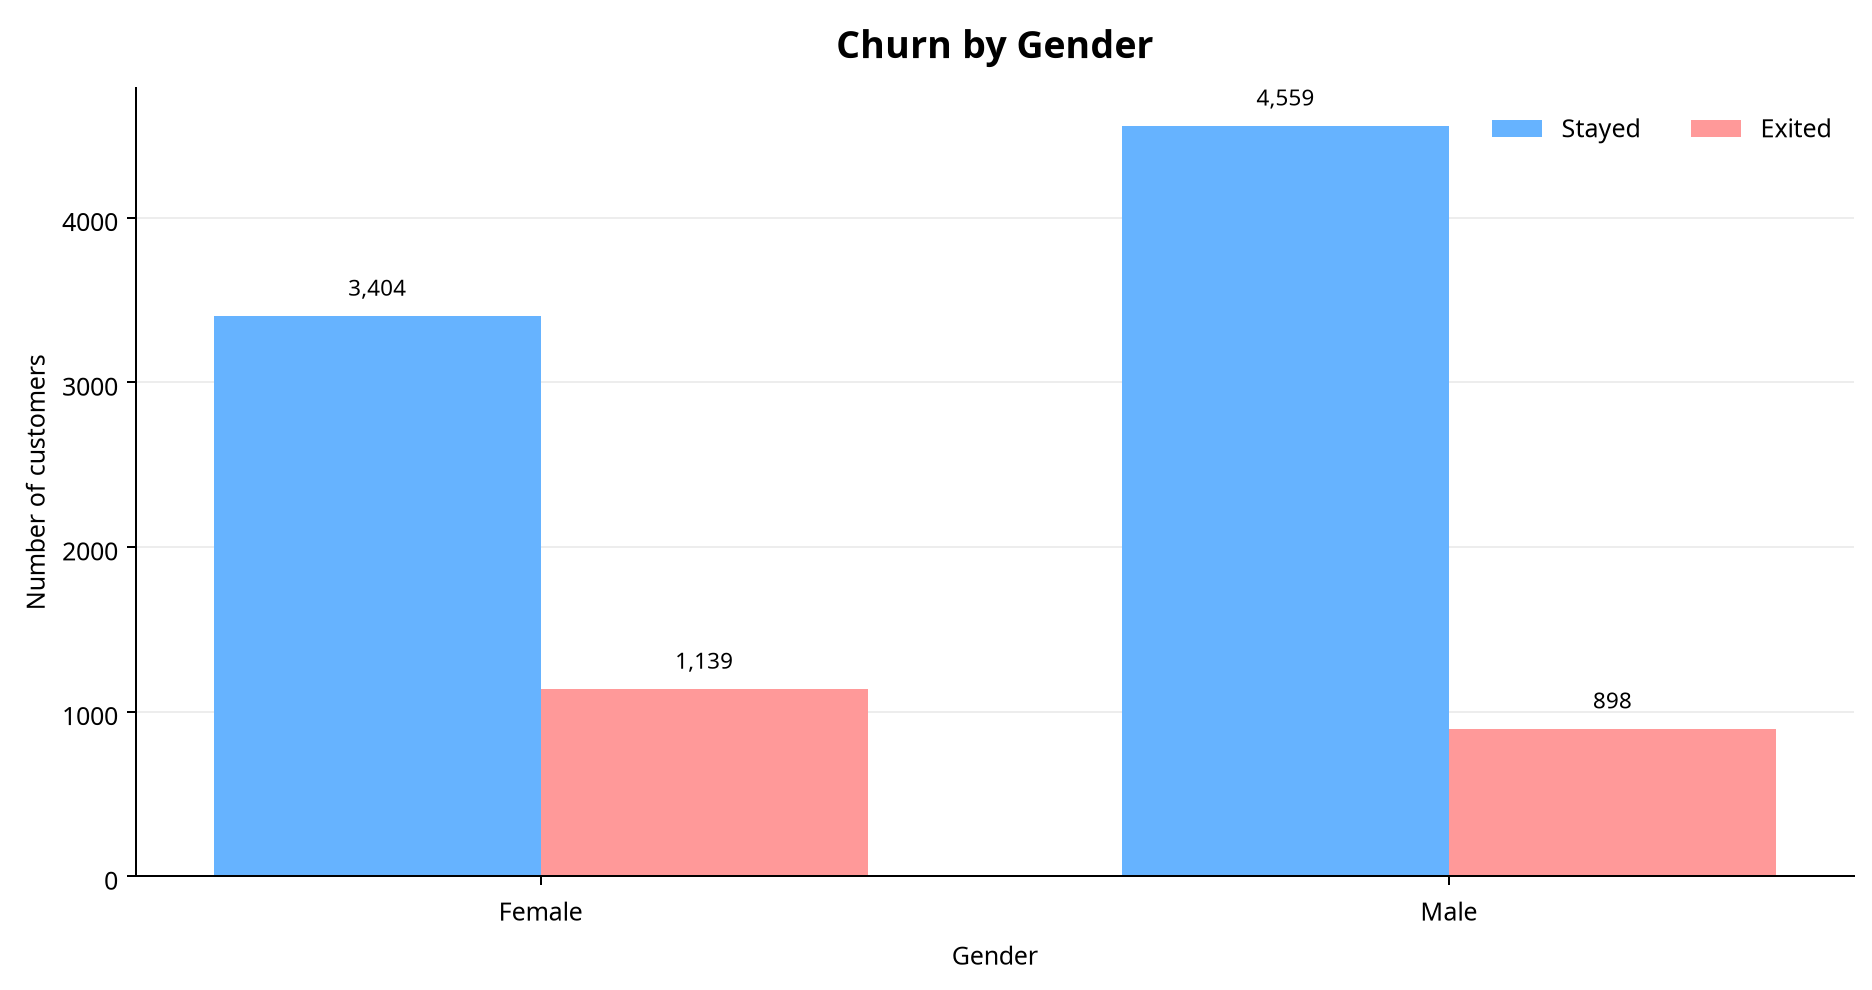 Churn by Gender
4,559
Stayed
Exited
4000
3,404
3000
Number of customers
2000
1,139
898
1000
0
Female
Male
Gender